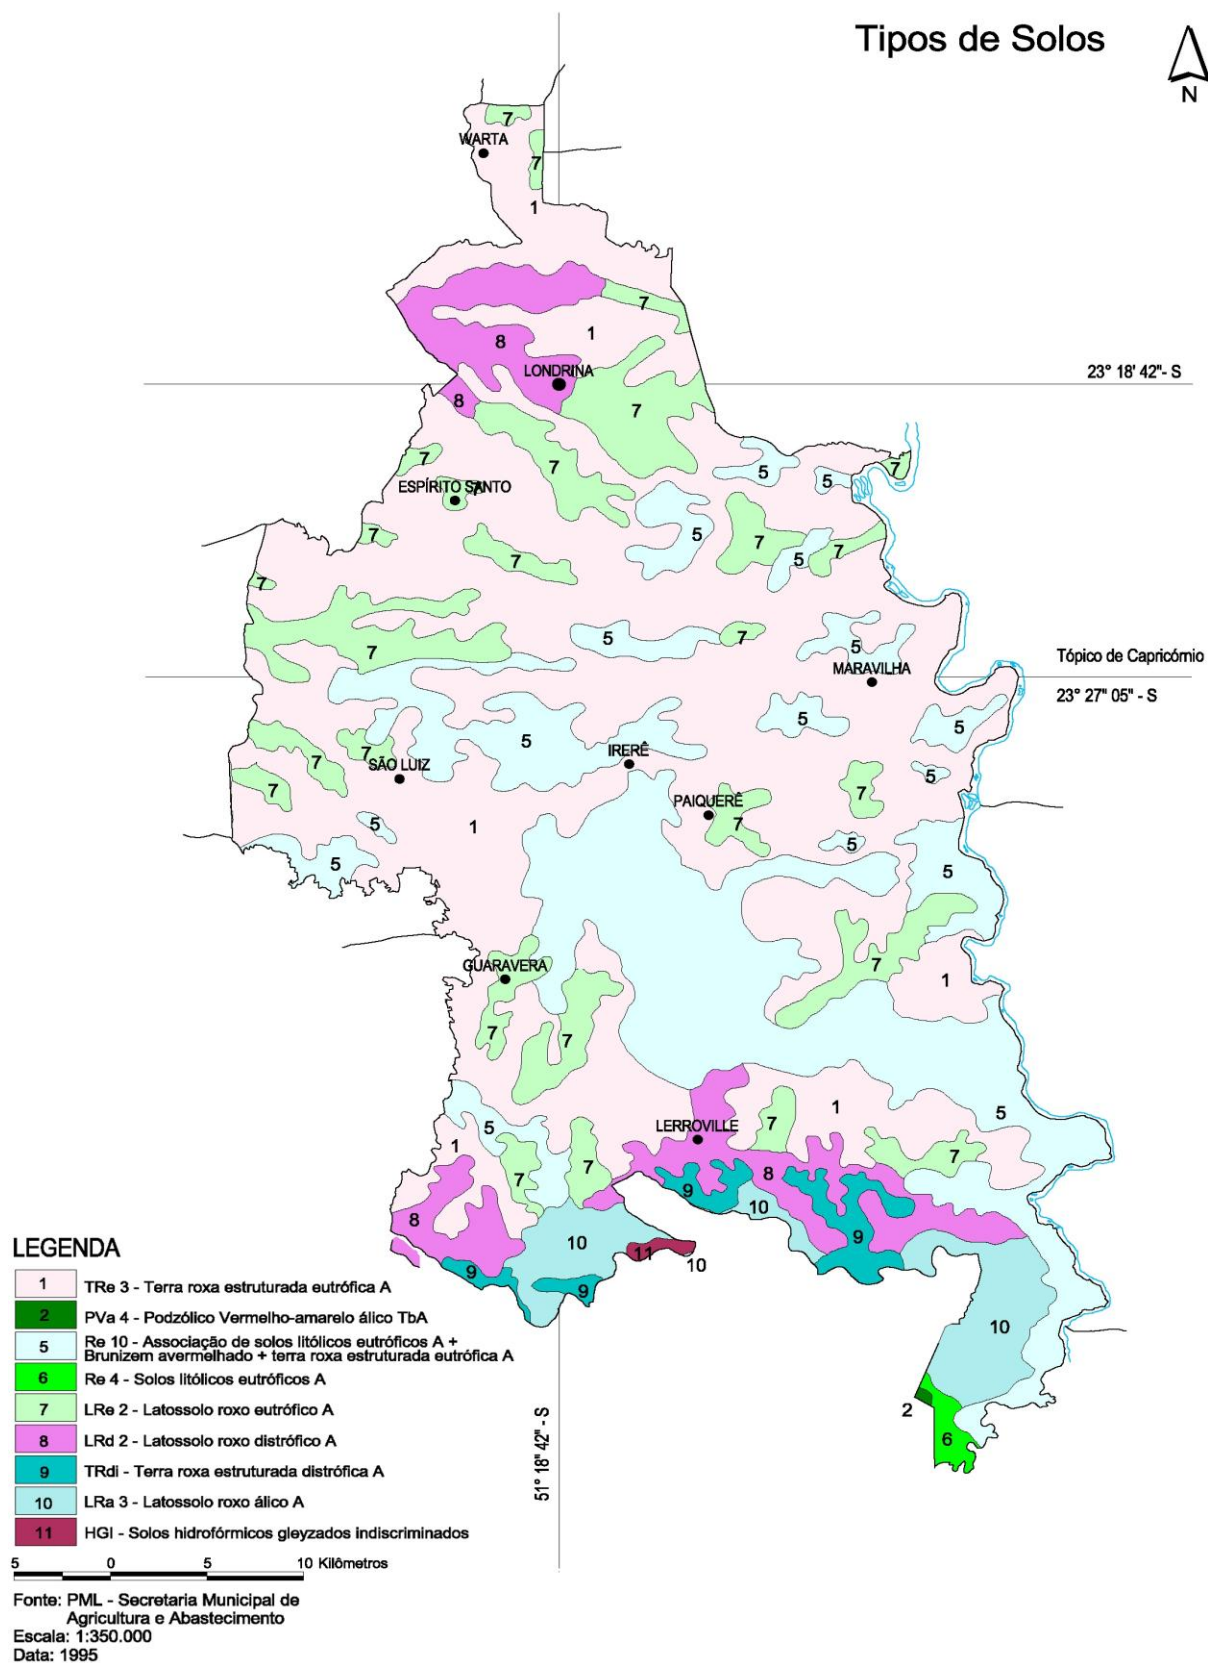 Tipos de Solos
N
7
WARTA
7
1
7
1
8
LONDRINA
23° 18' 42"- S
8
7
7
5
7
7
5
ESPÍRITO SANTO
7
7
5
7
7
5
7
7
5
7
5
7
Tópico de Capricórnio
MARAVILHA
23° 27" 05" - S
5
5
5
7
7
IRERÊ
SÃO LUIZ
5
7
7
PAIQUERÊ
5
1
7
5
5
5
7
GUARAVERA
1
7
7
5
1
5
LERROVILLE
7
1
7
7
7
8
9
10
8
9
10
11
10
9
9
10
2
6
51° 18" 42" - S
LEGENDA
1 TRe 3 - Terra roxa estruturada eutrófica A
2 PVa 4 - Podzólico Vermelho-amarelo álico TbA
5 Re 10 - Associação de solos litólicos eutróficos A +
Brunizem avermelhado + terra roxa estruturada eutrófica A
6 Re 4 - Solos litólicos eutróficos A
7 LRe 2 - Latossolo roxo eutrófico A
8 LRd 2 - Latossolo roxo distrófico A
9 TRdi - Terra roxa estruturada distrófica A
10 LRa 3 - Latossolo roxo álico A
11 HGI - Solos hidrofórmicos gleyzados indiscriminados
5 0 5 10 Kilômetros
Fonte: PML - Secretaria Municipal de
Agricultura e Abastecimento
Escala: 1:350.000
Data: 1995